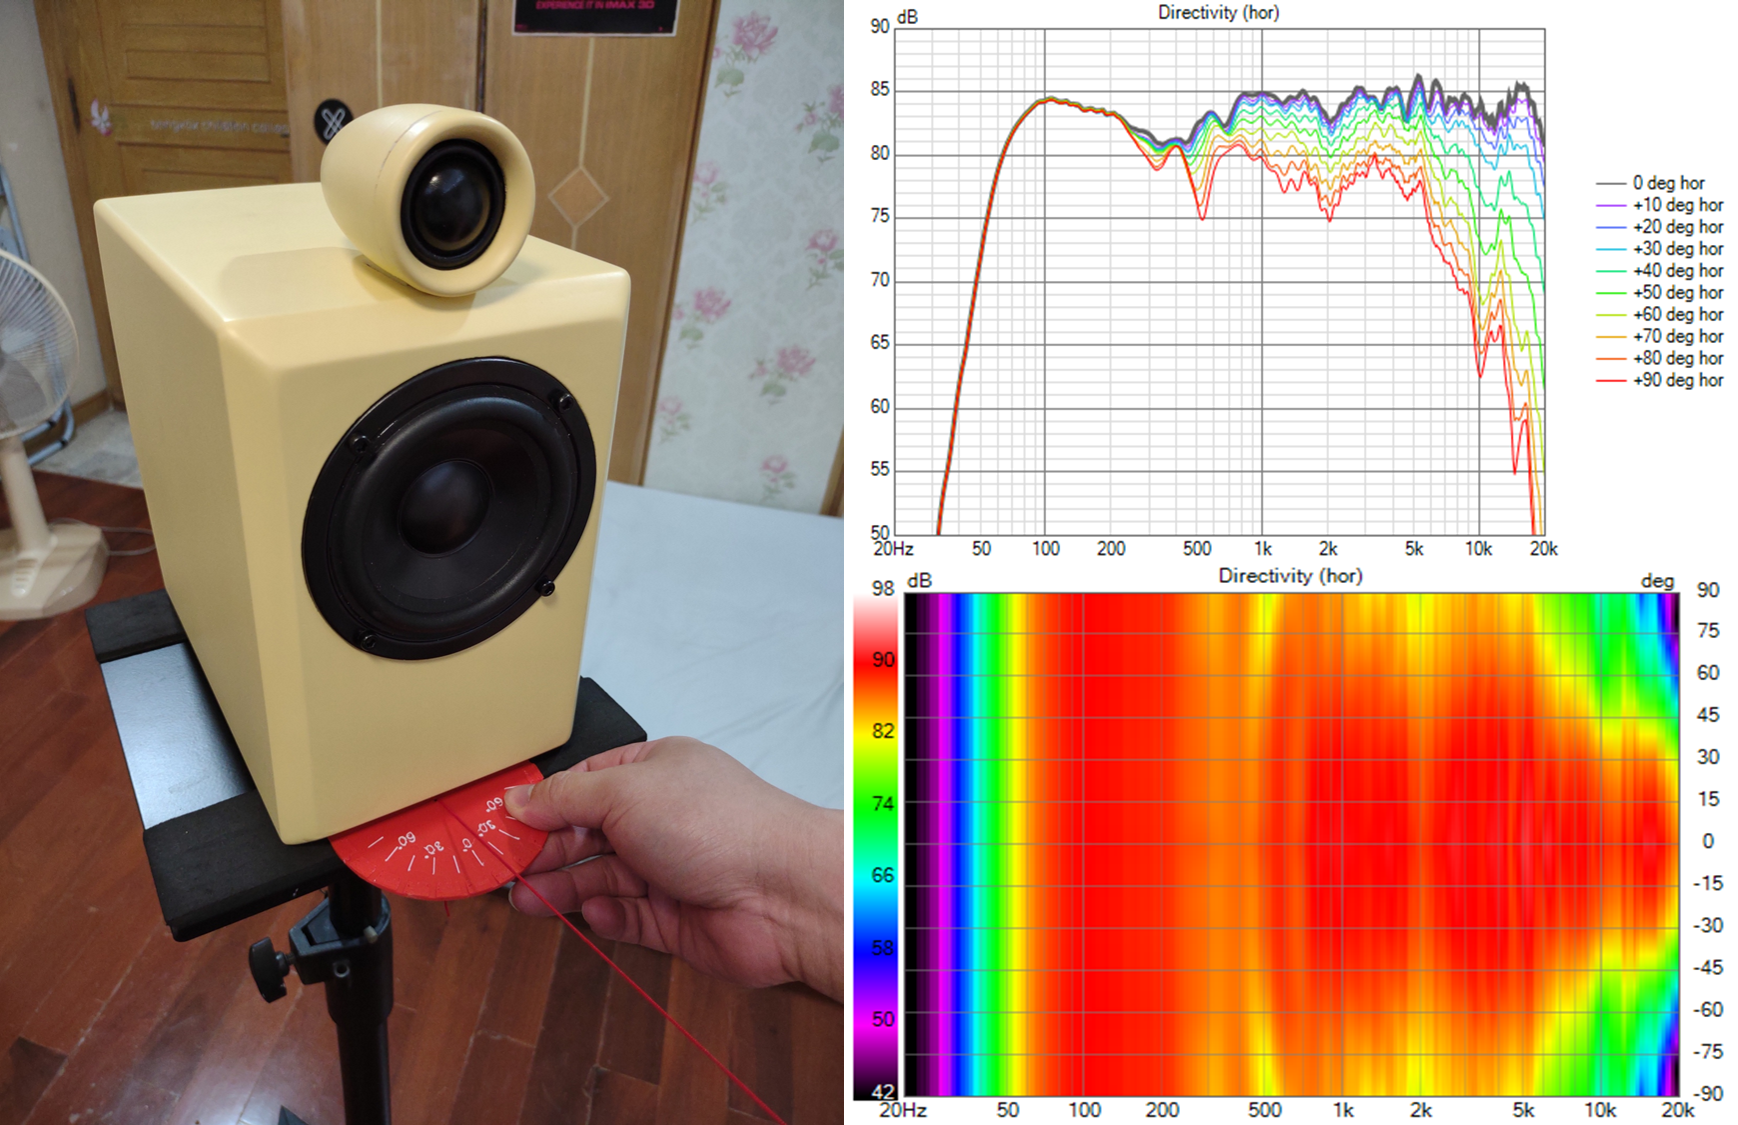 EXPERIENCE IT IN IMAX 3D
60°
30°
0°
30°
60°
Directivity (hor)
90 dB
85
80
75
70
65
60
55
50
20Hz 50 100 200 500 1k 2k 5k 10k 20k
0 deg hor
+10 deg hor
+20 deg hor
+30 deg hor
+40 deg hor
+50 deg hor
+60 deg hor
+70 deg hor
+80 deg hor
+90 deg hor
98 dB Directivity (hor) deg 90
90
82
74
66
58
50
42
75
60
45
30
15
0
-15
-30
-45
-60
-75
-90
20Hz 50 100 200 500 1k 2k 5k 10k 20k